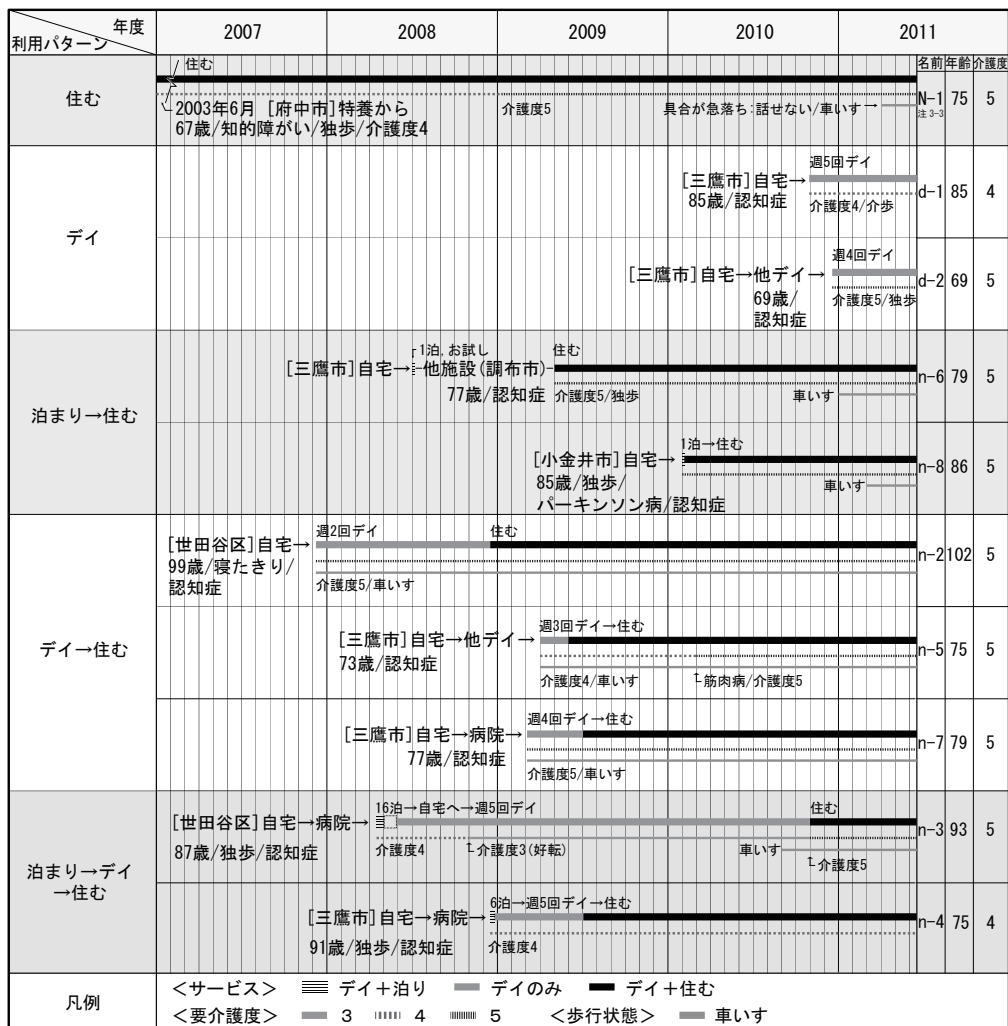 年度
利用パターン
2007 2008 2009 2010 2011
名前 年齢 介護度
住む
住む
2003年6月 [府中市]特養から
67歳/知的障がい/独歩/介護度4
介護度5
具合が急落ち:話せない/車いす→
N-1 75 5
注3-3
デイ
週5回デイ
[三鷹市]自宅→
85歳/認知症
介護度4/介歩
d-1 85 4
週4回デイ
[三鷹市]自宅→他デイ→
69歳/
認知症
介護度5/独歩
d-2 69 5
泊まり→住む
1泊,お試し
住む
[三鷹市]自宅→
他施設(調布市)
77歳/認知症
介護度5/独歩
車いす
n-6 79 5
1泊→住む
[小金井市]自宅→
85歳/独歩/
パーキンソン病/認知症
車いす
n-8 86 5
デイ→住む
週2回デイ
住む
[世田谷区]自宅→
99歳/寝たきり/
認知症
介護度5/車いす
n-2 102 5
週3回デイ→住む
[三鷹市]自宅→他デイ→
73歳/認知症
介護度4/車いす
筋肉病/介護度5
n-5 75 5
週4回デイ→住む
[三鷹市]自宅→病院→
77歳/認知症
介護度5/車いす
n-7 79 5
泊まり→デイ
→住む
16泊→自宅へ→週5回デイ
住む
[世田谷区]自宅→病院→
87歳/独歩/認知症
介護度4
介護度3(好転)
車いす
介護度5
n-3 93 5
6泊→週5回デイ→住む
[三鷹市]自宅→病院→
91歳/独歩/認知症
介護度4
n-4 75 4
凡例
<サービス> デイ+泊り デイのみ デイ+住む
<要介護度> 3 4 5 <歩行状態> 車いす